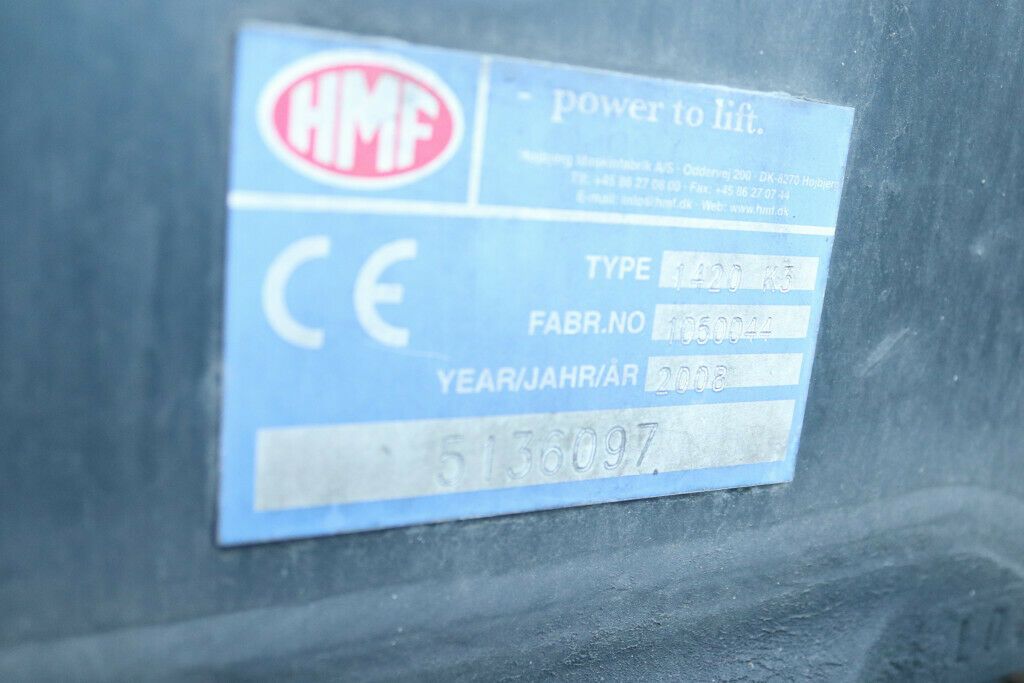 HMF
- power to lift.
Højbjerg Maskinfabrik A/S · Oddervej 200 · DK-8270 Højbjerg
Tlf: +45 86 27 08 00 · Fax: +45 86 27 07 44
E-mail: info@hmf.dk · Web: www.hmf.dk
CE
TYPE 1420 K3
FABR.NO 1050044
YEAR/JAHR/ÅR 2008
5136097